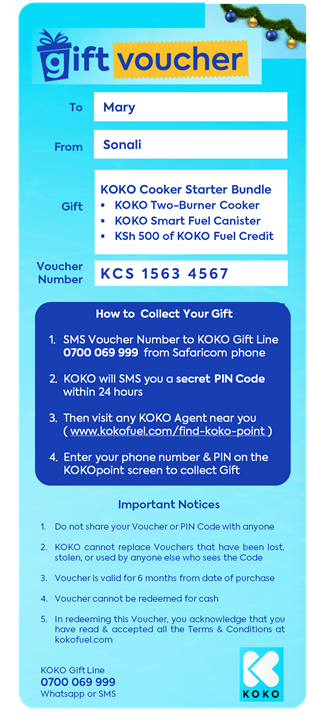 gift voucher
To
Mary
From
Sonali
Gift
KOKO Cooker Starter Bundle
▪ KOKO Two-Burner Cooker
▪ KOKO Smart Fuel Canister
▪ KSh 500 of KOKO Fuel Credit
Voucher
Number
KCS 1563 4567
How to Collect Your Gift
1. SMS Voucher Number to KOKO Gift Line
0700 069 999 from Safaricom phone
2. KOKO will SMS you a secret PIN Code
within 24 hours
3. Then visit any KOKO Agent near you
( www.kokofuel.com/find-koko-point )
4. Enter your phone number & PIN on the
KOKOpoint screen to collect Gift
Important Notices
1. Do not share your Voucher or PIN Code with anyone
2. KOKO cannot replace Vouchers that have been lost,
stolen, or used by anyone else who sees the Code
3. Voucher is valid for 6 months from date of purchase
4. Voucher cannot be redeemed for cash
5. In redeeming this Voucher, you acknowledge that you
have read & accepted all the Terms & Conditions at
kokofuel.com
KOKO Gift Line
0700 069 999
Whatsapp or SMS
KOKO